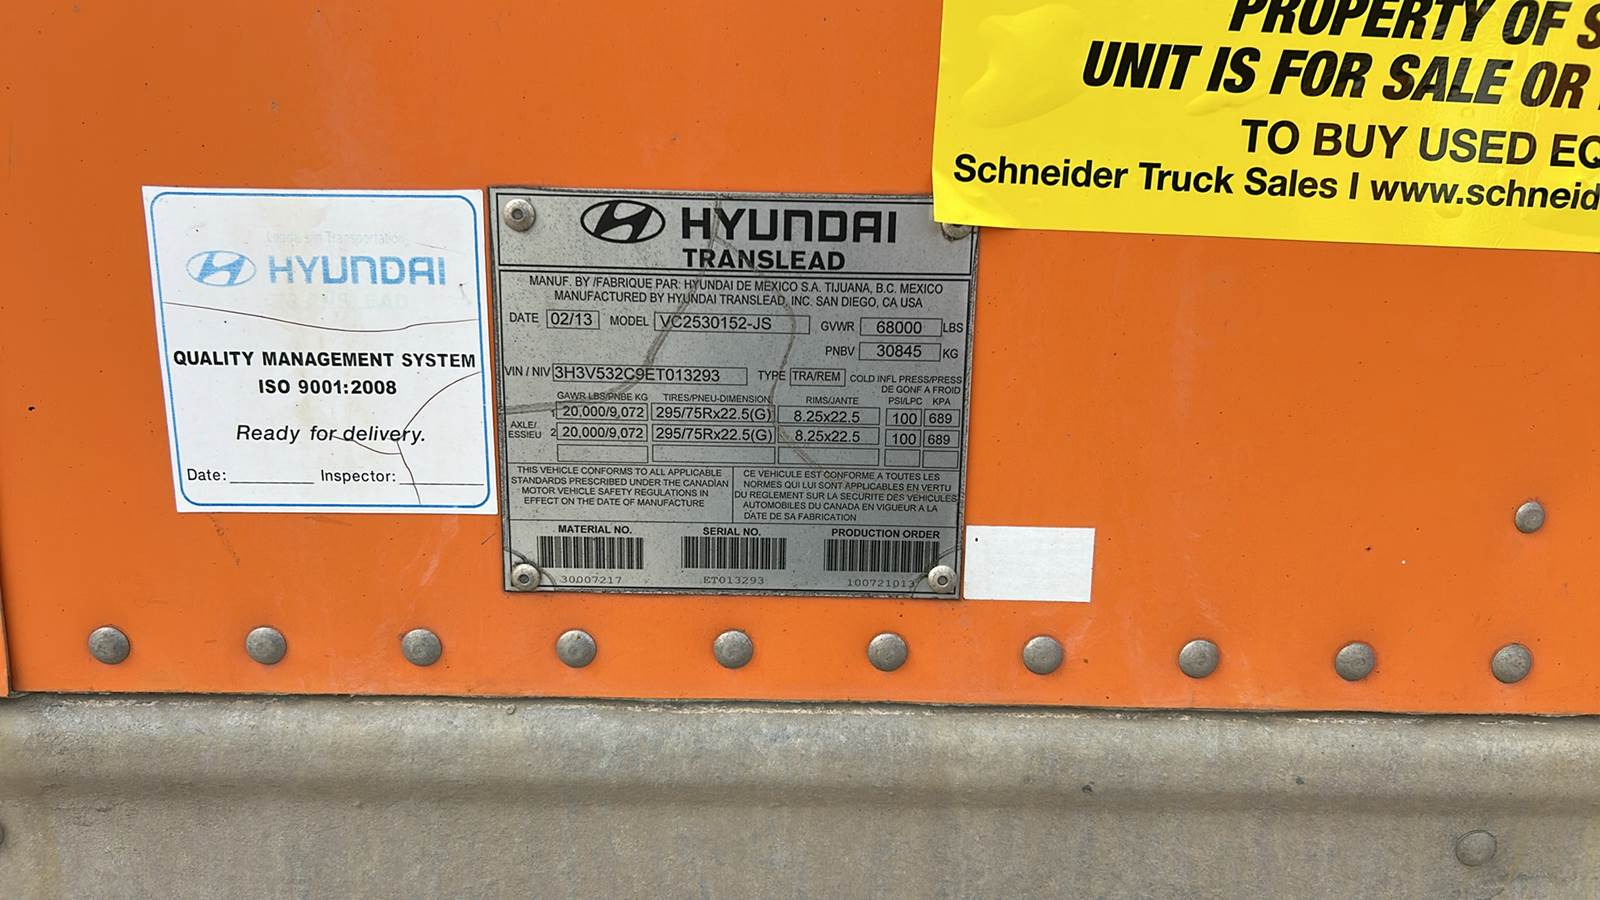 PROPERTY OF
UNIT IS FOR SALE OR
TO BUY USED
Schneider Truck Sales I www.schneid
HYUNDAI
QUALITY MANAGEMENT SYSTEM
ISO 9001:2008
Ready for delivery.
Date: Inspector:
HYUNDAI
TRANSLEAD
MANUF. BY /FABRIQUE PAR: HYUNDAI DE MEXICO S.A. TIJUANA, B.C. MEXICO
MANUFACTURED BY HYUNDAI TRANSLEAD, INC. SAN DIEGO, CA USA
DATE 02/13 MODEL VC2530152-JS GVWR 68000 LBS
PNBV 30845 KG
VIN / NIV 3H3V532C9ET013293 TYPE TRA/REM COLD INFL PRESS/PRESS
DE GONF A FROID
GAWR LBS/PNBE KG TIRES/PNEU-DIMENSION RIMS/JANTE PSI/LPC KPA
AXLE/ 1 20,000/9,072 295/75Rx22.5(G) 8.25x22.5 100 689
ESSIEU 2 20,000/9,072 295/75Rx22.5(G) 8.25x22.5 100 689
THIS VEHICLE CONFORMS TO ALL APPLICABLE
STANDARDS PRESCRIBED UNDER THE CANADIAN
MOTOR VEHICLE SAFETY REGULATIONS IN
EFFECT ON THE DATE OF MANUFACTURE
CE VEHICULE EST CONFORME A TOUTES LES
NORMES QUI LUI SONT APPLICABLES EN VERTU
DU REGLEMENT SUR LA SECURITE DES VEHICULES
AUTOMOBILES DU CANADA EN VIGUEUR A LA
DATE DE SA FABRICATION
MATERIAL NO. SERIAL NO. PRODUCTION ORDER
30007217 ET013293 100721013